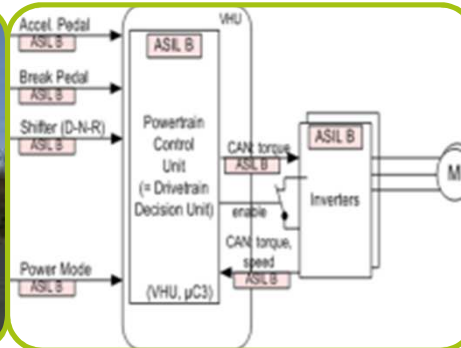 VHU
Accel. Pedal
ASIL B
ASIL B
Break Pedal
ASIL B
Shifter (D-N-R)
ASIL B
Powertrain
Control
Unit
(= Drivetrain
Decision Unit)
CAN: torque
ASIL B
enable
CAN: torque,
speed
ASIL B
ASIL B
Inverters
M
Power Mode
ASIL B
(VHU, µC3)